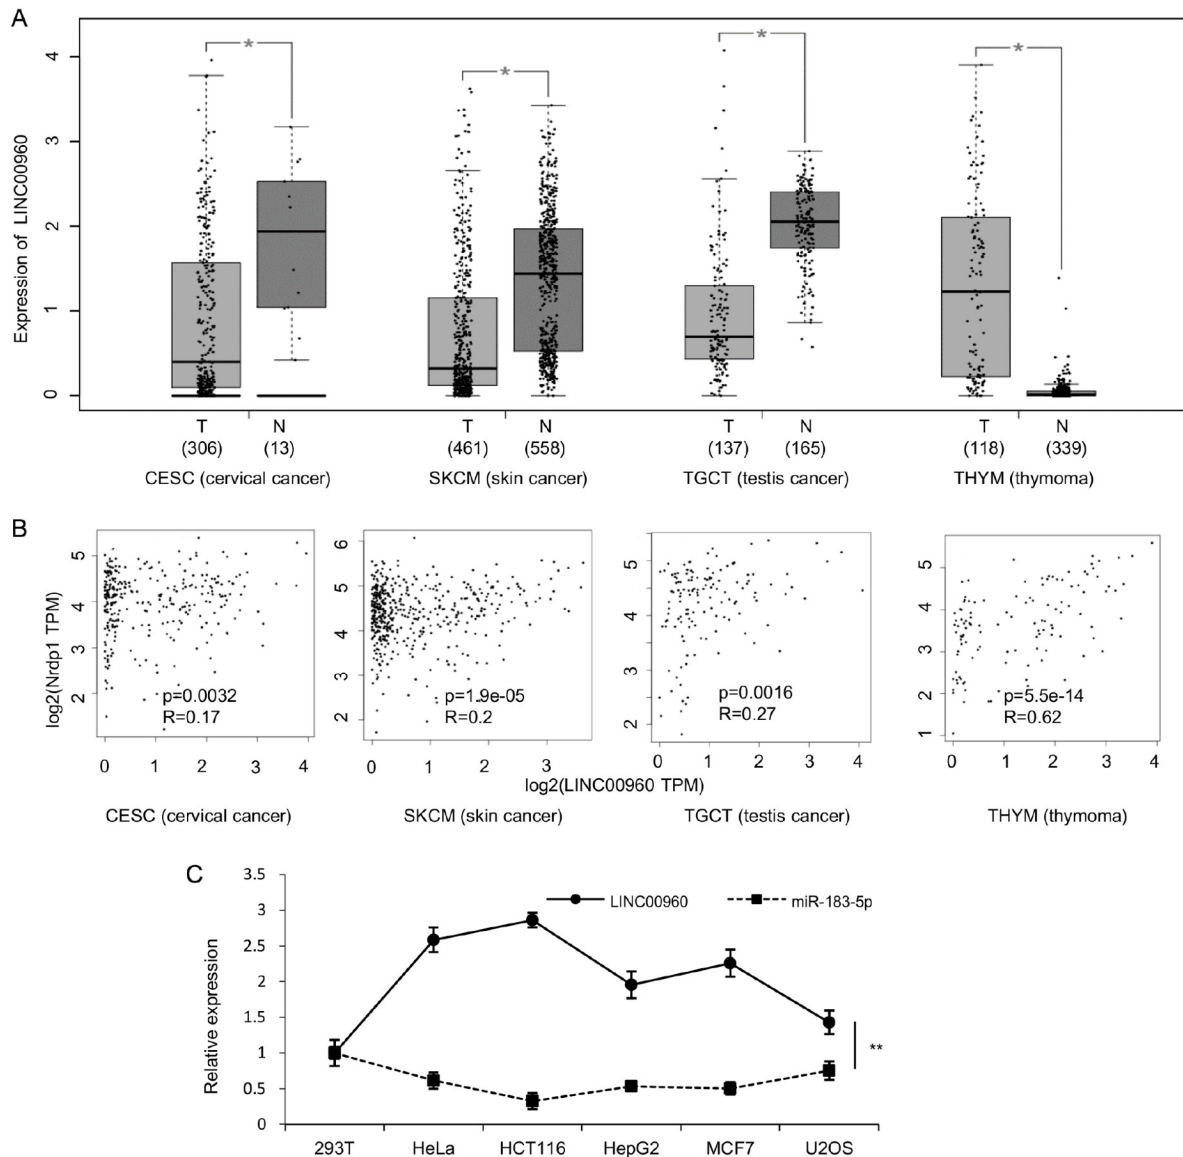 A
Expression of LINC00960
4
3
2
1
0
*
*
*
*
T N T N T N T N
(306) (13) (461) (558) (137) (165) (118) (339)
CESC (cervical cancer) SKCM (skin cancer) TGCT (testis cancer) THYM (thymoma)
B
log2(Nrdp1 TPM)
5
4
3
2
p=0.0032
R=0.17
0 1 2 3 4
6
5
4
3
2
p=1.9e-05
R=0.2
0 1 2 3
5
4
3
2
p=0.0016
R=0.27
0 1 2 3 4
5
4
3
2
1
p=5.5e-14
R=0.62
0 1 2 3 4
log2(LINC00960 TPM)
CESC (cervical cancer) SKCM (skin cancer) TGCT (testis cancer) THYM (thymoma)
C
Relative expression
3.5
3
2.5
2
1.5
1
0.5
0
LINC00960 miR-183-5p
**
293T HeLa HCT116 HepG2 MCF7 U2OS